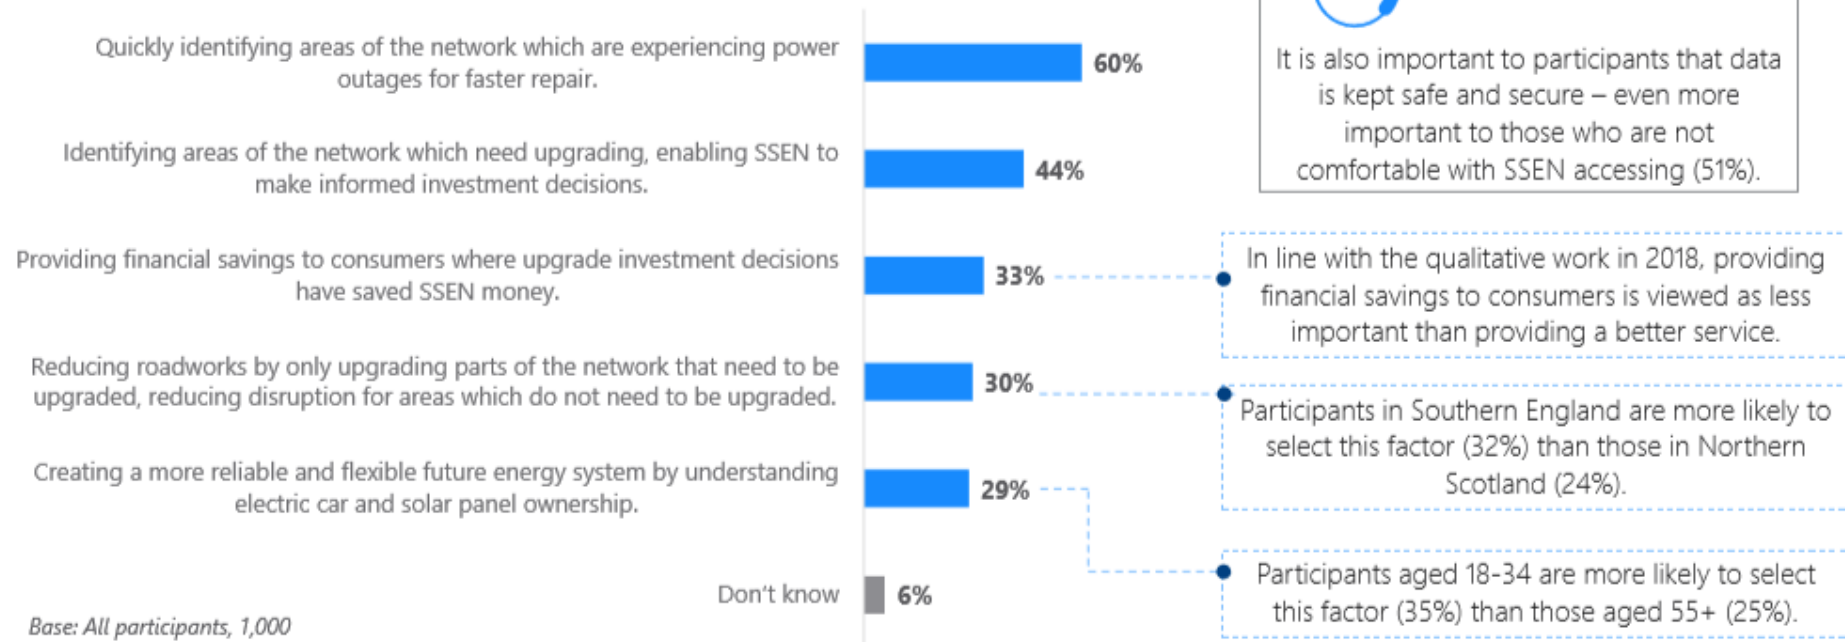 Quickly identifying areas of the network which are experiencing power
outages for faster repair.
60%
Identifying areas of the network which need upgrading, enabling SSEN to
make informed investment decisions.
44%
Providing financial savings to consumers where upgrade investment decisions
have saved SSEN money.
33%
Reducing roadworks by only upgrading parts of the network that need to be
upgraded, reducing disruption for areas which do not need to be upgraded.
30%
Creating a more reliable and flexible future energy system by understanding
electric car and solar panel ownership.
29%
Don't know
6%
Base: All participants, 1,000
It is also important to participants that data
is kept safe and secure – even more
important to those who are not
comfortable with SSEN accessing (51%).
In line with the qualitative work in 2018, providing
financial savings to consumers is viewed as less
important than providing a better service.
Participants in Southern England are more likely to
select this factor (32%) than those in Northern
Scotland (24%).
Participants aged 18-34 are more likely to select
this factor (35%) than those aged 55+ (25%).